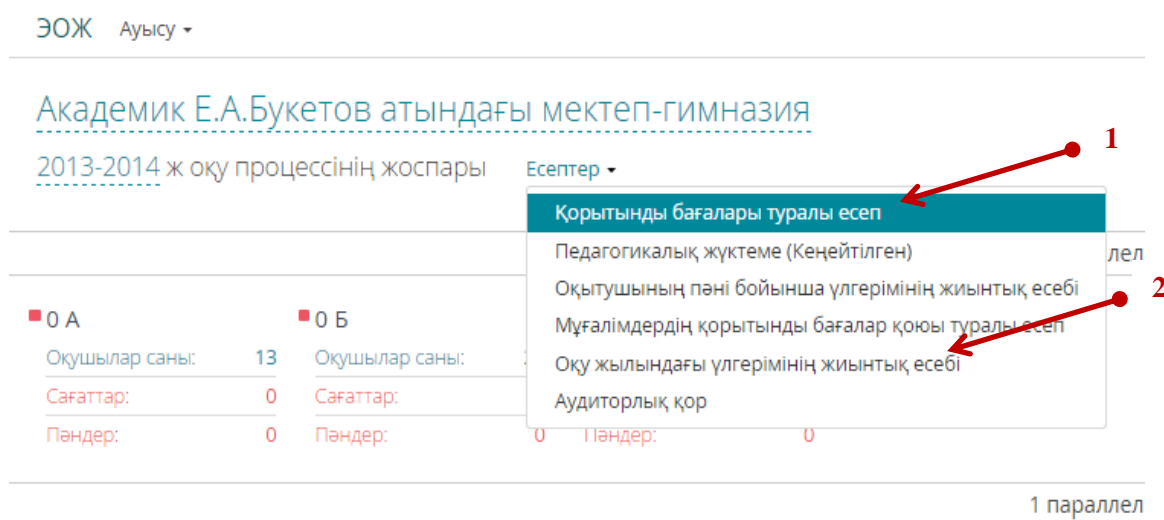 ЭОЖ Ауысу
Академик Е.А.Букетов атындағы мектеп-гимназия
2013-2014 ж оқу процессінің жоспары Есептер
1
Қорытынды бағалары туралы есеп
Педагогикалық жүктеме (Кеңейтілген)
лел
Оқытушының пәні бойынша үлгерімінің жиынтық есебі
2
Мұғалімдердің қорытынды бағалар қоюы туралы есеп
Оқу жылындағы үлгерімінің жиынтық есебі
Аудиторлық қор
0 А 0 Б
Оқушылар саны: 13 Оқушылар саны:
Сағаттар: 0 Сағаттар:
Пәндер: 0 Пәндер: 0 Пәндер: 0
1 параллел